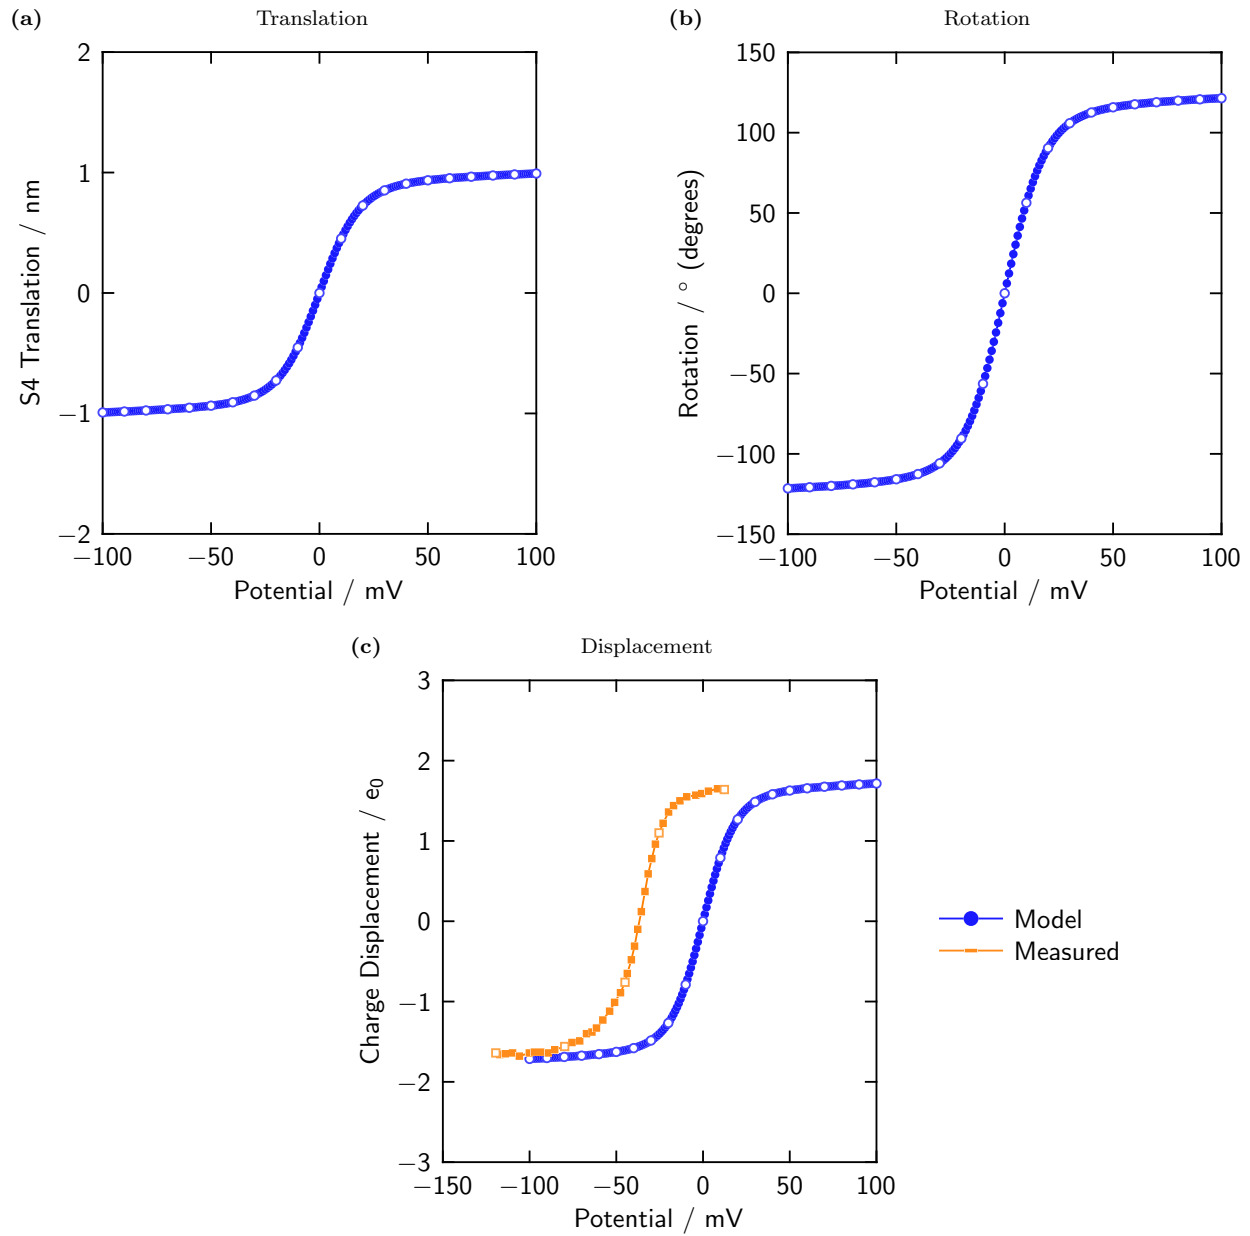 (a) Translation
2
1
0
−1
−2
S4 Translation / nm
−100 −50 0 50 100
Potential / mV
(b) Rotation
150
100
50
0
−50
−100
−150
Rotation / ° (degrees)
−100 −50 0 50 100
Potential / mV
(c) Displacement
3
2
1
0
−1
−2
−3
Charge Displacement / e₀
−150 −100 −50 0 50 100
Potential / mV
Model
Measured